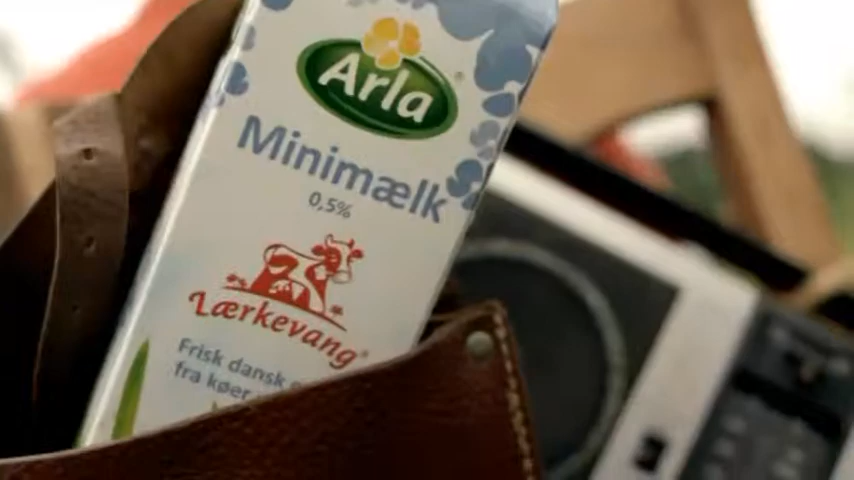 Arla
Minimælk
0,5%
Lærkevang
Frisk dansk
fra køer